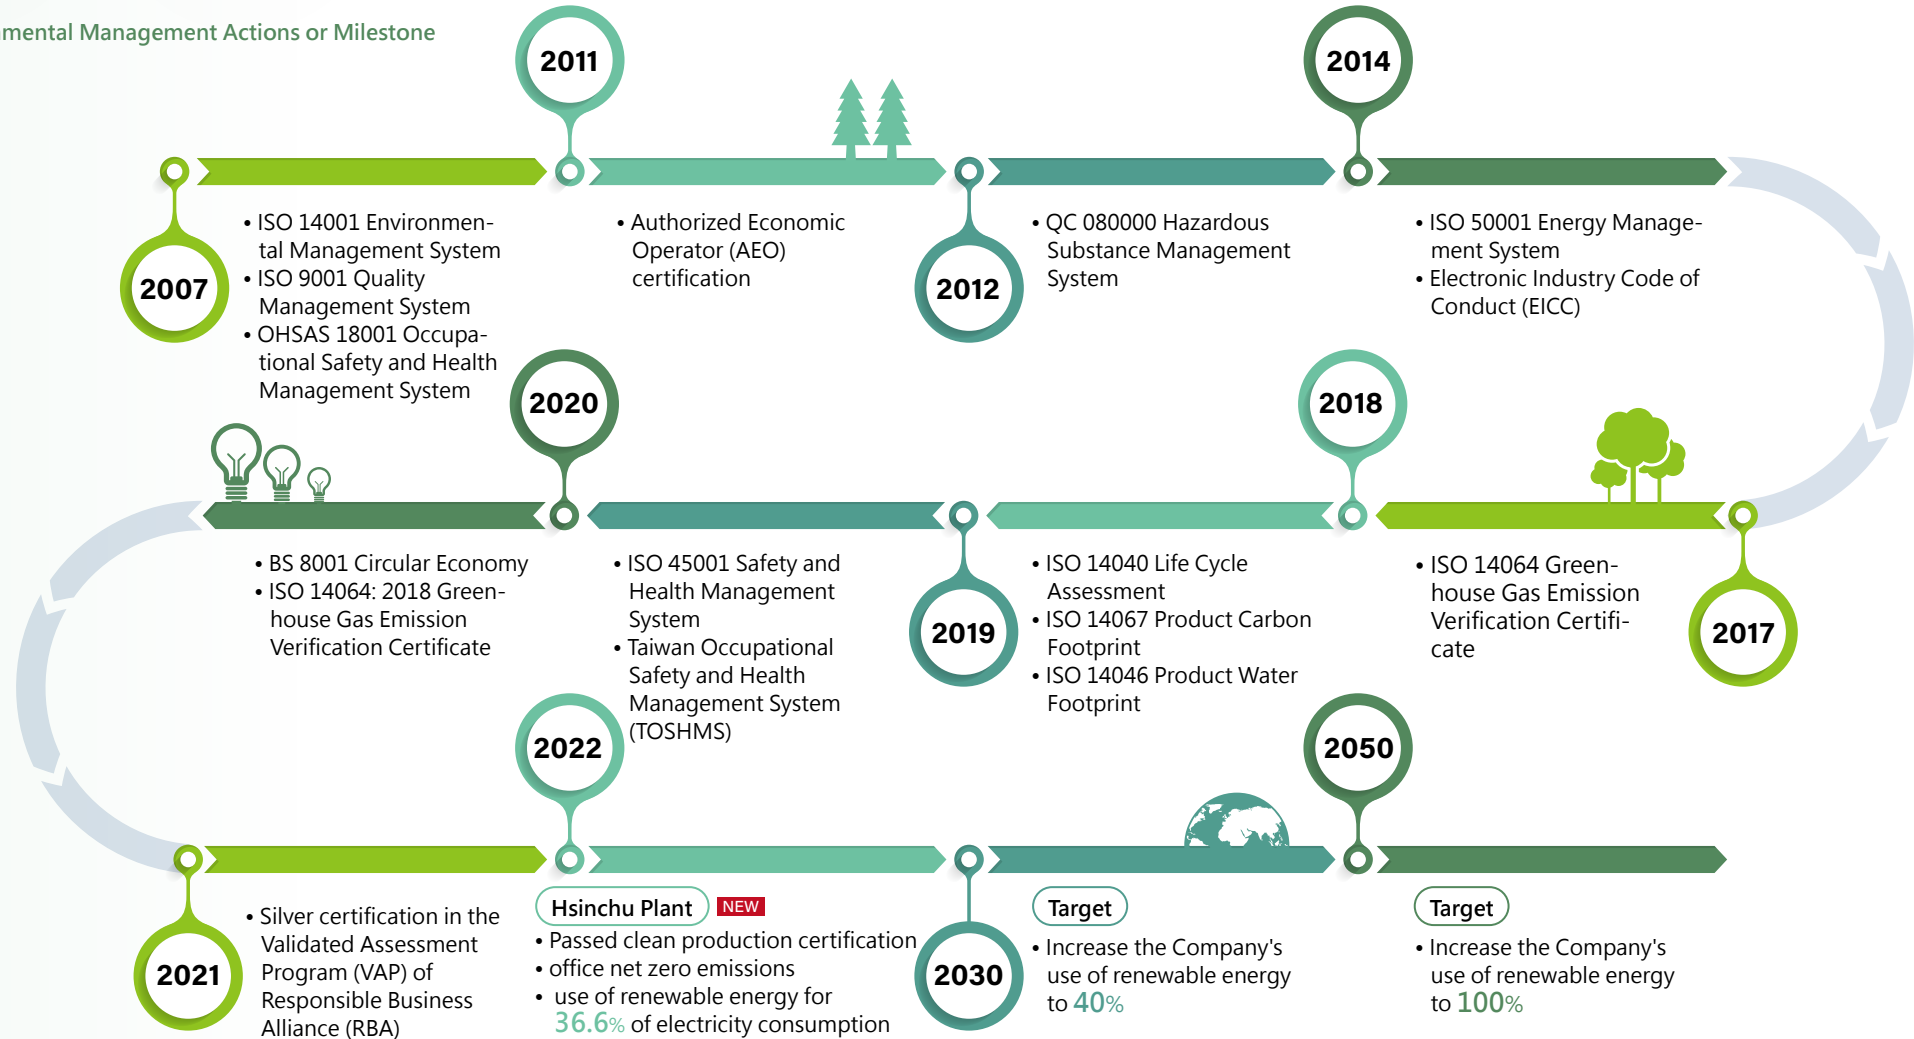 mental Management Actions or Milestone
2011
2014
2007
• ISO 14001 Environmen-
tal Management System
• ISO 9001 Quality
Management System
• OHSAS 18001 Occupa-
tional Safety and Health
Management System
• Authorized Economic
Operator (AEO)
certification
2012
• QC 080000 Hazardous
Substance Management
System
• ISO 50001 Energy Manage-
ment System
• Electronic Industry Code of
Conduct (EICC)
2017
• ISO 14064 Green-
house Gas Emission
Verification Certifi-
cate
2018
• ISO 14040 Life Cycle
Assessment
• ISO 14067 Product Carbon
Footprint
• ISO 14046 Product Water
Footprint
2019
• ISO 45001 Safety and
Health Management
System
• Taiwan Occupational
Safety and Health
Management System
(TOSHMS)
2020
• BS 8001 Circular Economy
• ISO 14064: 2018 Green-
house Gas Emission
Verification Certificate
2021
• Silver certification in the
Validated Assessment
Program (VAP) of
Responsible Business
Alliance (RBA)
2022
Hsinchu Plant NEW
• Passed clean production certification
• office net zero emissions
• use of renewable energy for
36.6% of electricity consumption
2030
Target
• Increase the Company's
use of renewable energy
to 40%
2050
Target
• Increase the Company's
use of renewable energy
to 100%